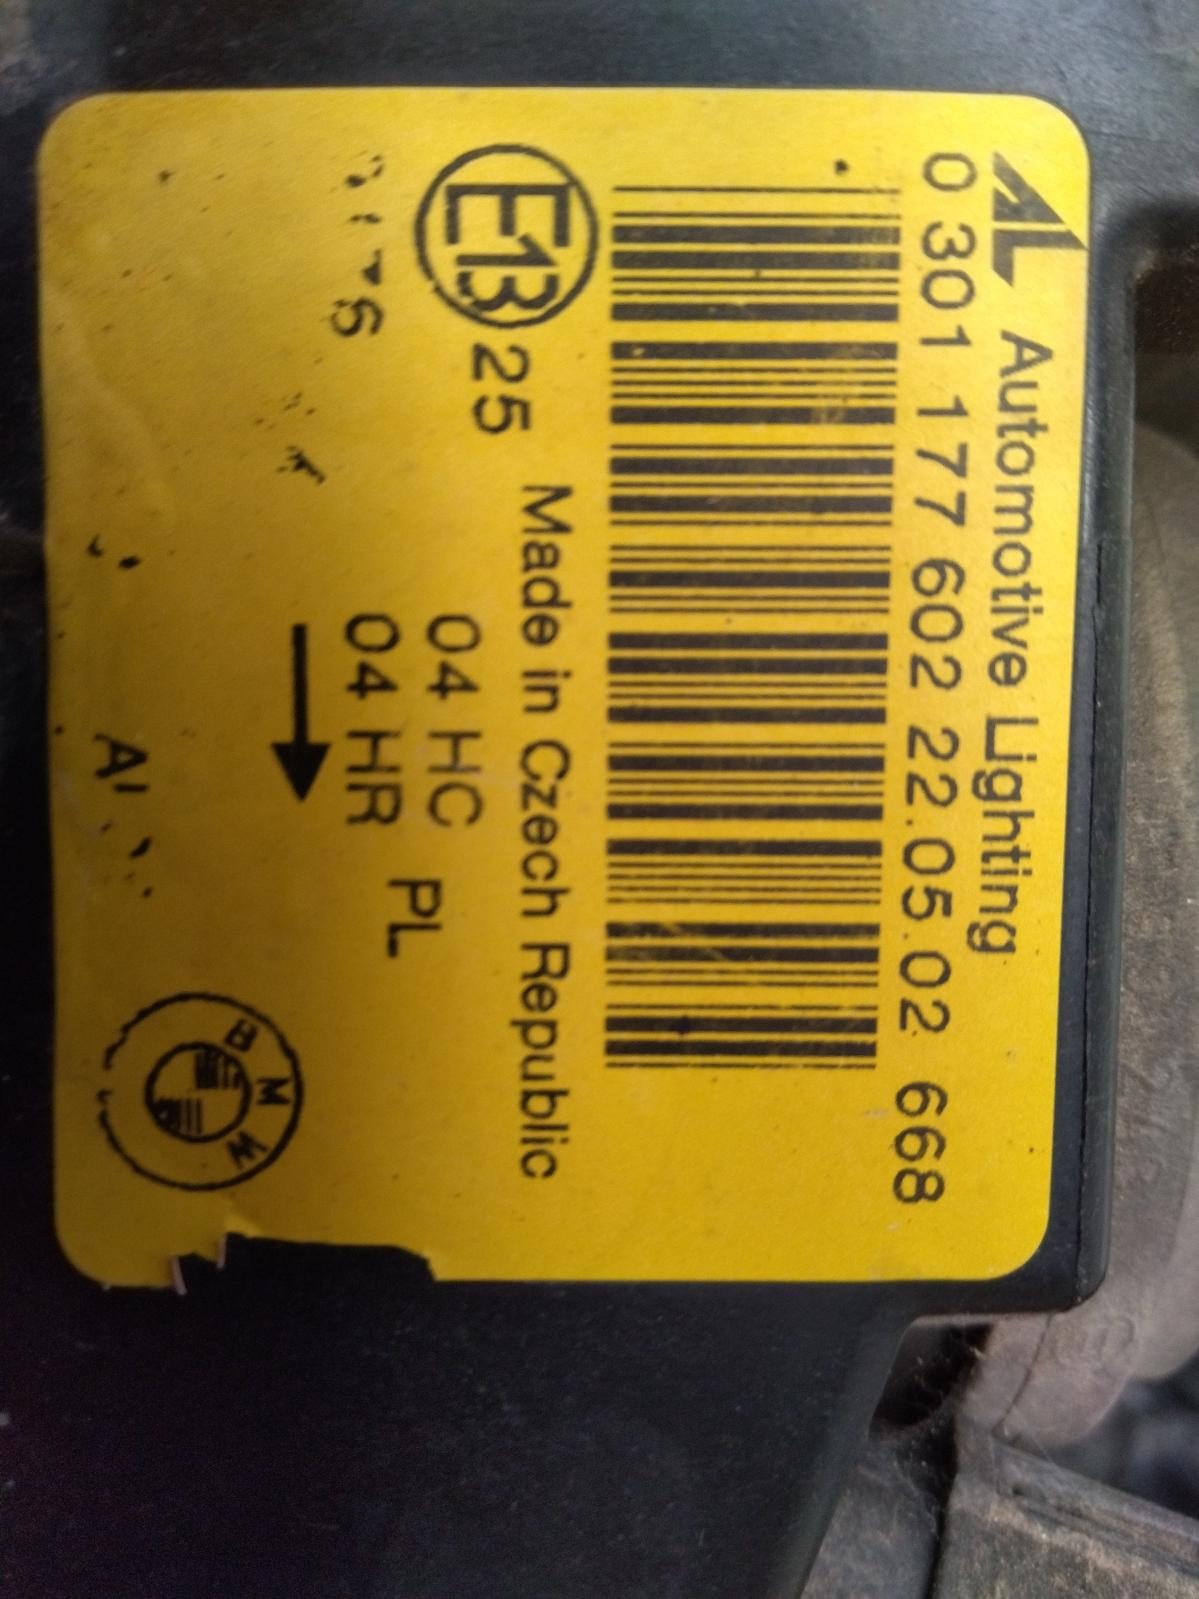 AL Automotive Lighting
0 301 177 602 22.05.02 668
E13 25 Made in Czech Republic
04 HC
04 HR PL
BMW